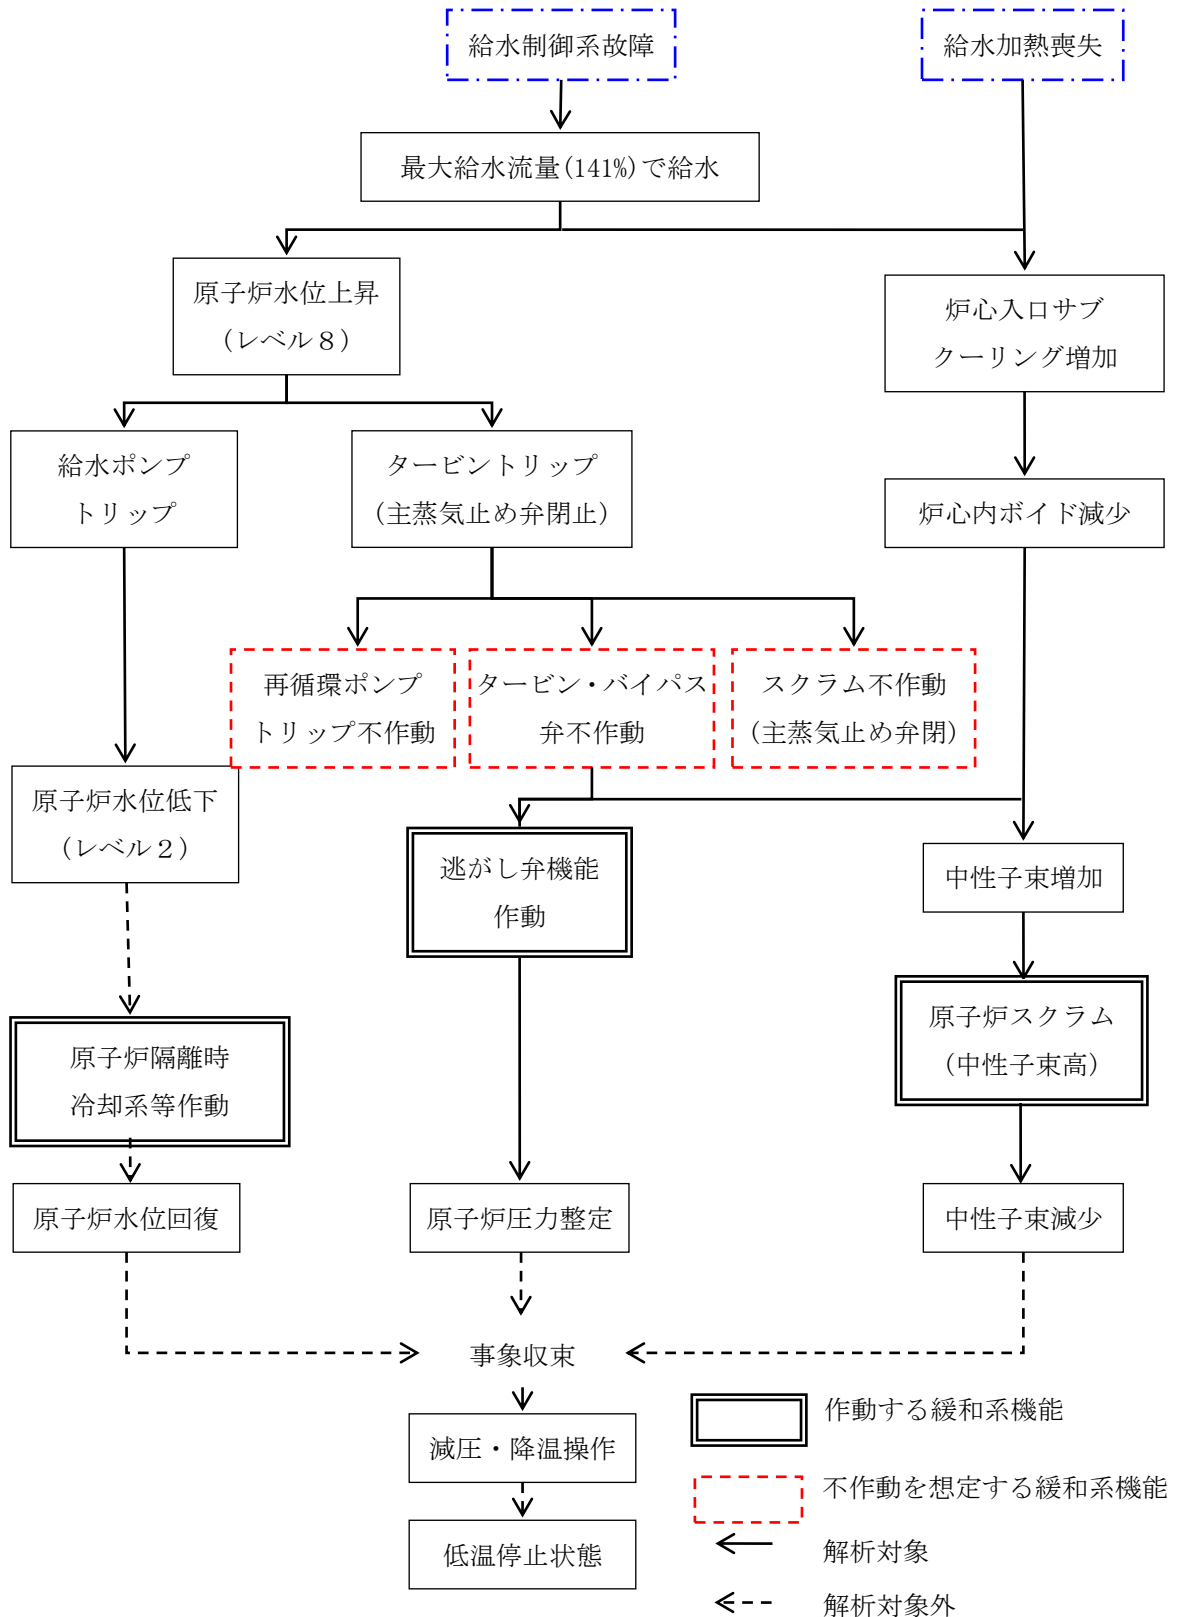 給水制御系故障
給水加熱喪失
最大給水流量(141%)で給水
原子炉水位上昇
（レベル８）
炉心入口サブ
クーリング増加
給水ポンプ
トリップ
タービントリップ
（主蒸気止め弁閉止）
炉心内ボイド減少
再循環ポンプ
トリップ不作動
タービン・バイパス
弁不作動
スクラム不作動
（主蒸気止め弁閉）
原子炉水位低下
（レベル２）
逃がし弁機能
作動
中性子束増加
原子炉隔離時
冷却系等作動
原子炉スクラム
（中性子束高）
原子炉水位回復
原子炉圧力整定
中性子束減少
事象収束
減圧・降温操作
低温停止状態
作動する緩和系機能
不作動を想定する緩和系機能
解析対象
解析対象外